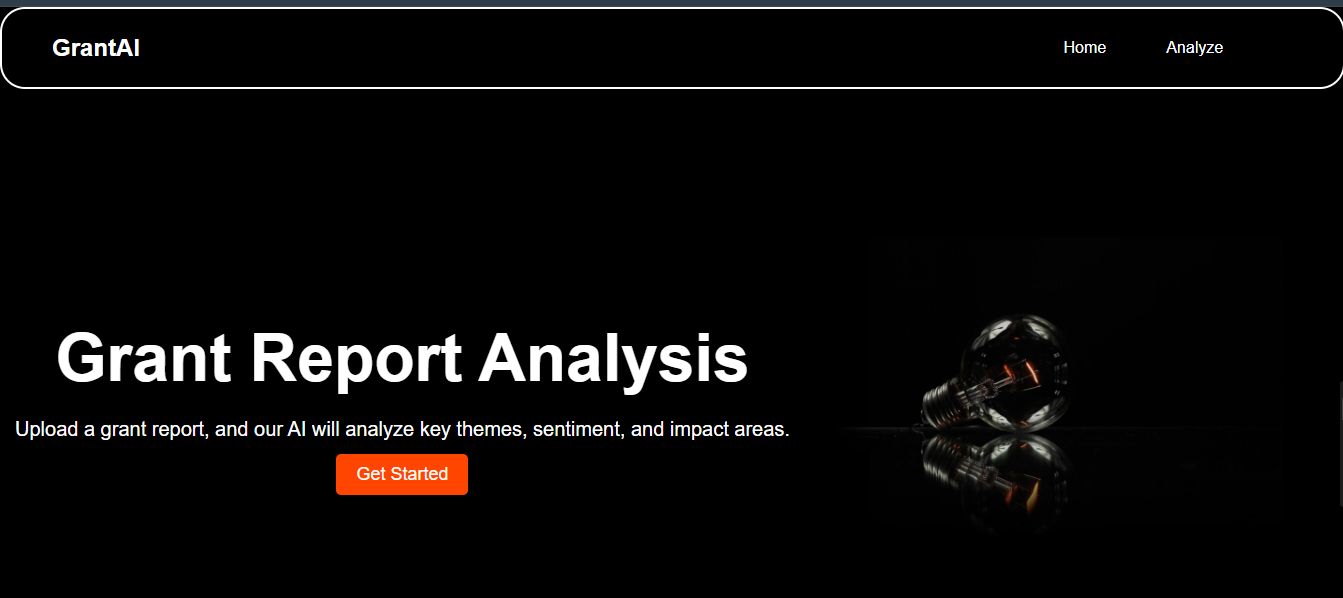 GrantAI
Home
Analyze
Grant Report Analysis
Upload a grant report, and our AI will analyze key themes, sentiment, and impact areas.
Get Started